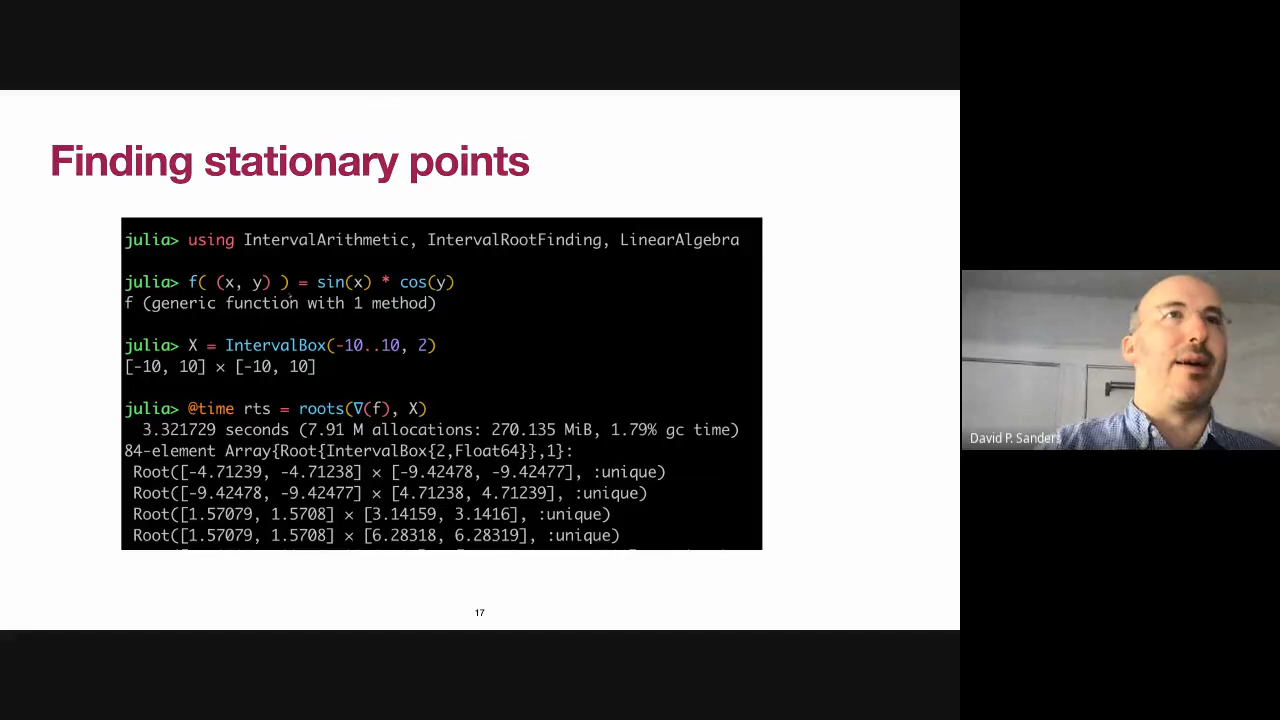 Finding stationary points
julia> using IntervalArithmetic, IntervalRootFinding, LinearAlgebra
julia> f( (x, y) ) = sin(x) * cos(y)
f (generic function with 1 method)
julia> X = IntervalBox(-10..10, 2)
[-10, 10] × [-10, 10]
julia> @time rts = roots(∇(f), X)
3.321729 seconds (7.91 M allocations: 270.135 MiB, 1.79% gc time)
84-element Array{Root{IntervalBox{2,Float64}},1}:
Root([-4.71239, -4.71238] × [-9.42478, -9.42477], :unique)
Root([-9.42478, -9.42477] × [4.71238, 4.71239], :unique)
Root([1.57079, 1.5708] × [3.14159, 3.1416], :unique)
Root([1.57079, 1.5708] × [6.28318, 6.28319], :unique)
17
David P. Sanders